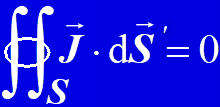 ∯_S J⃗ · dS⃗′ = 0